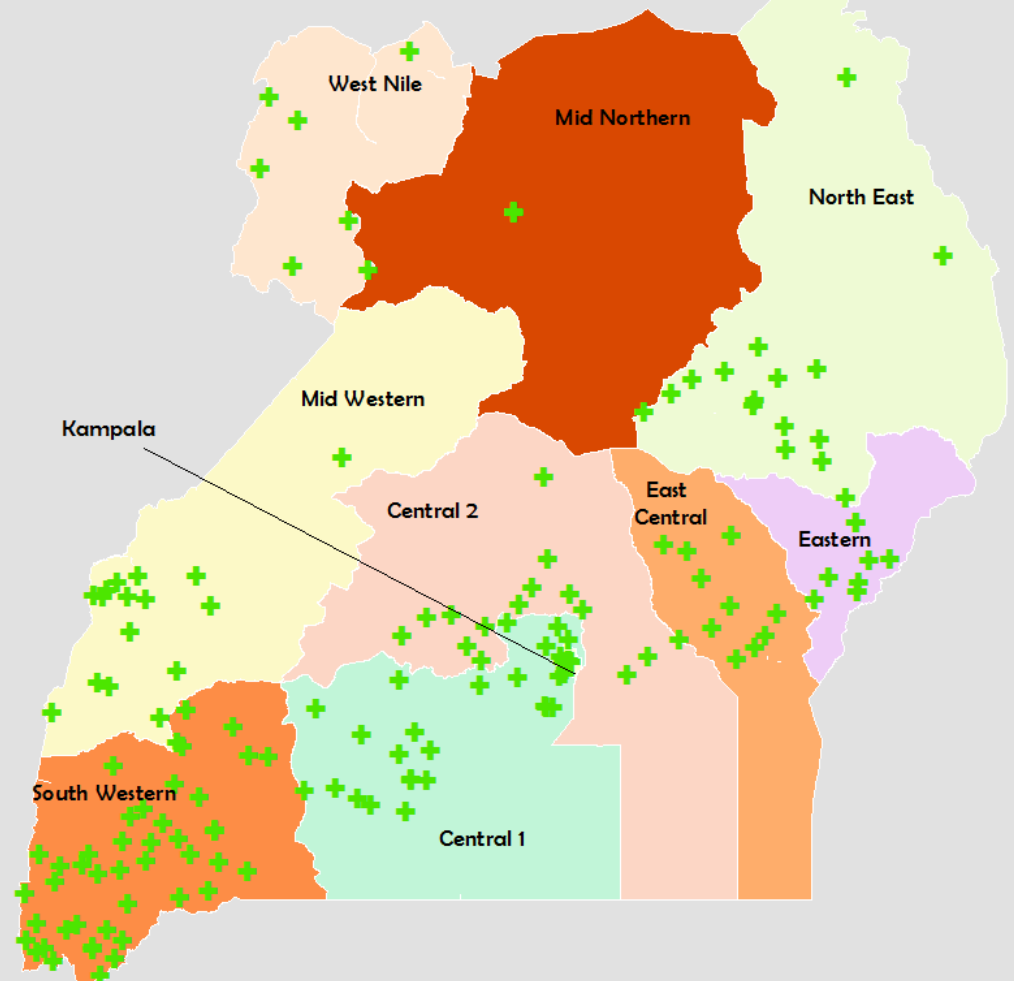 West Nile
Mid Northern
North East
Mid Western
Kampala
Central 2
East
Central
Eastern
South Western
Central 1